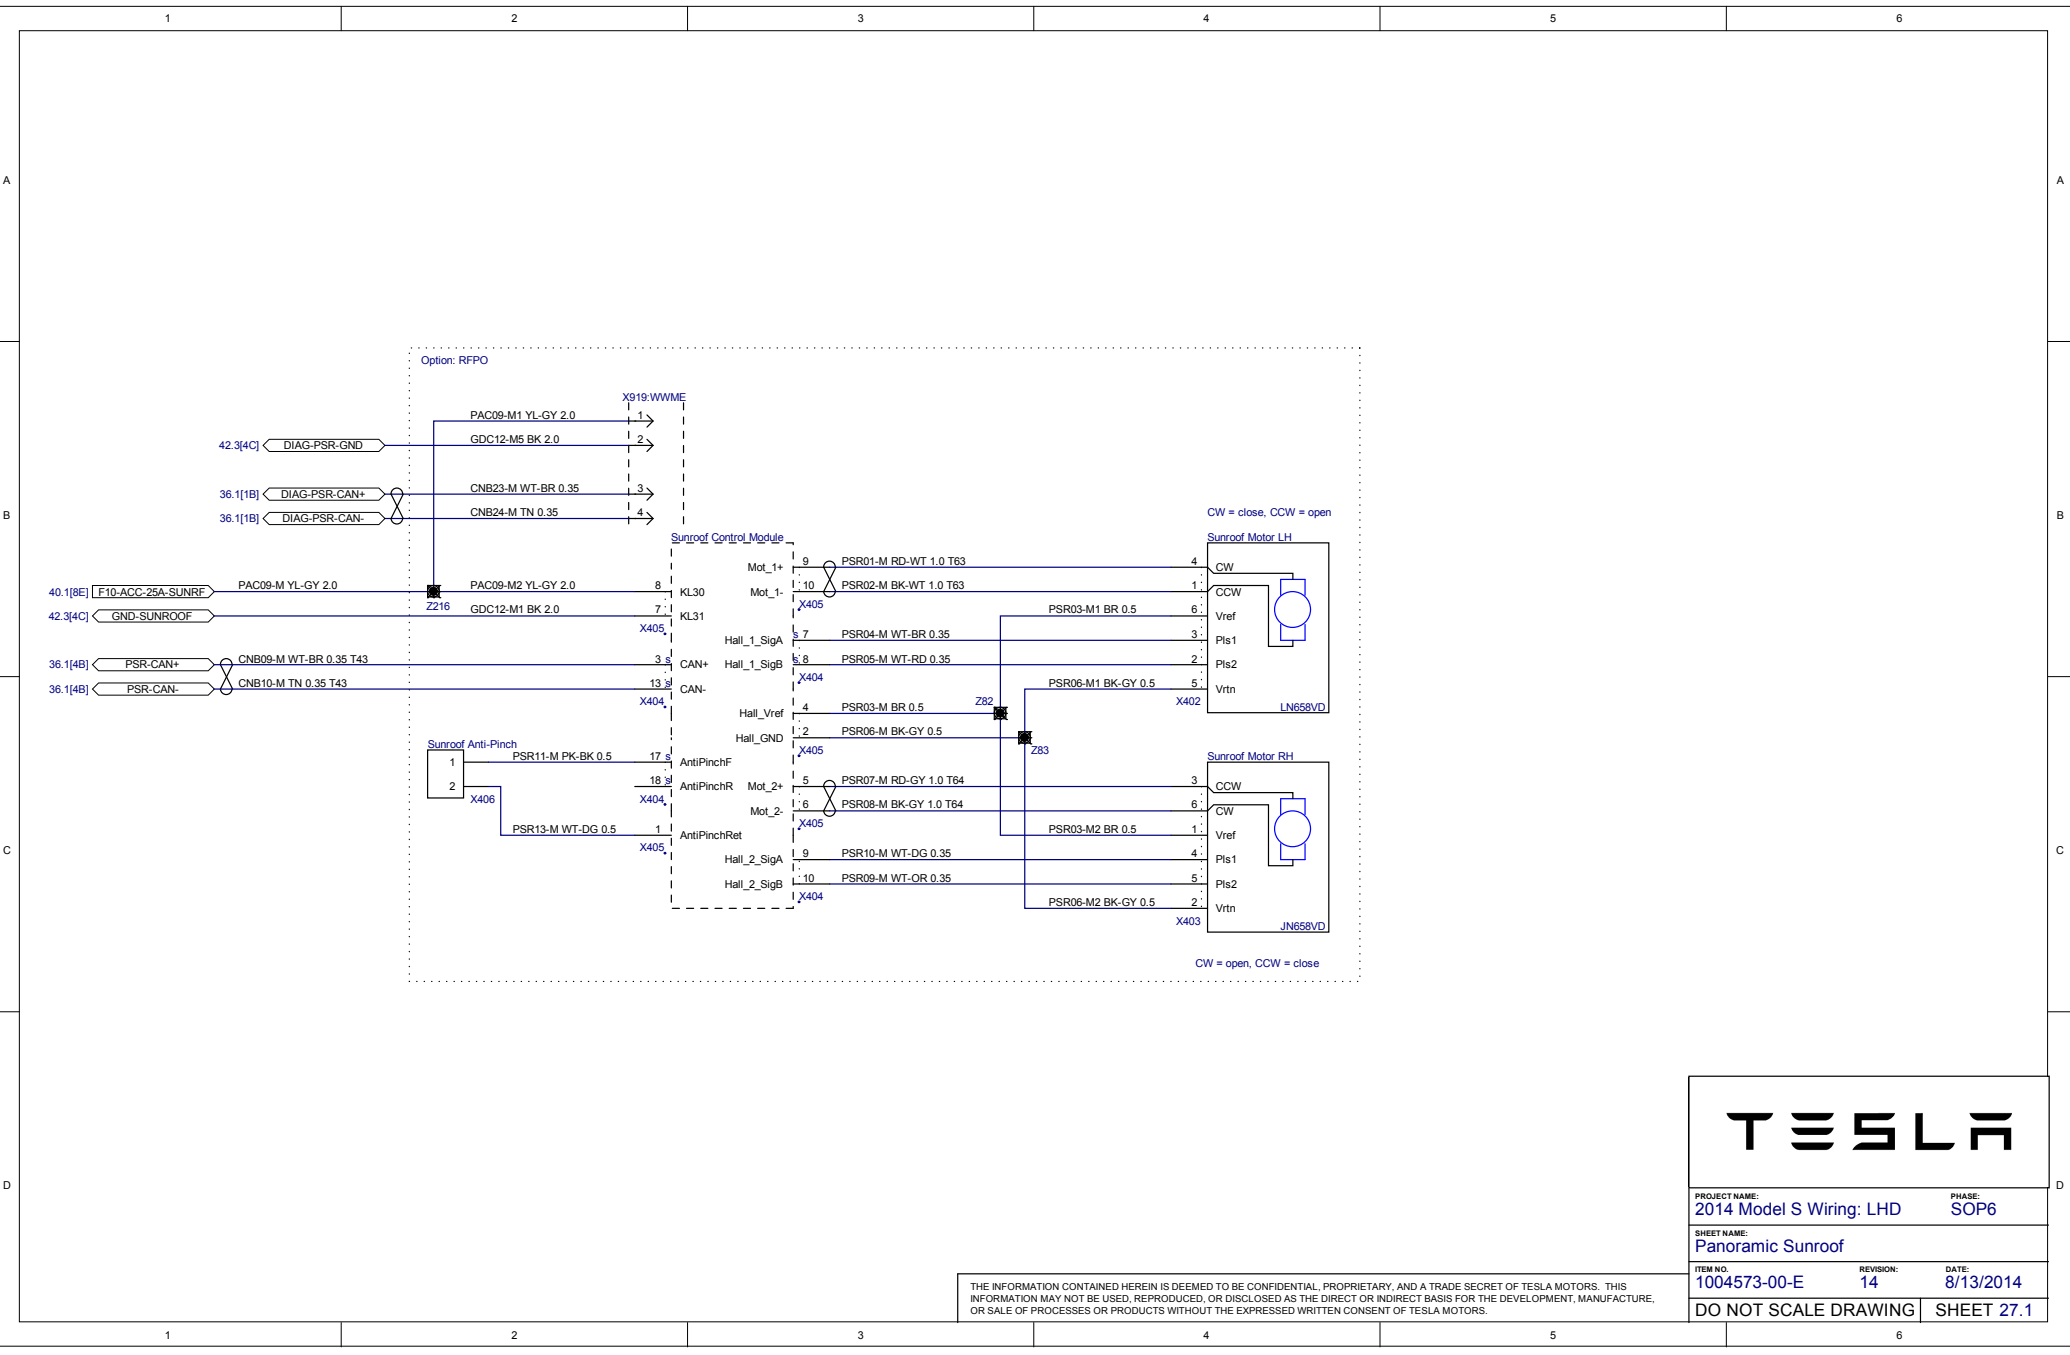 1 2 3 4 5 6
A A
Option: RFPO
X919:WWME
PAC09-M1 YL-GY 2.0 1
42.3[4C] DIAG-PSR-GND GDC12-M5 BK 2.0 2
36.1[1B] DIAG-PSR-CAN+ CNB23-M WT-BR 0.35 3
36.1[1B] DIAG-PSR-CAN- CNB24-M TN 0.35 4
B B
CW = close, CCW = open
Sunroof Control Module Sunroof Motor LH
Mot_1+ 9 PSR01-M RD-WT 1.0 T63 4 CW
40.1[8E] F10-ACC-25A-SUNRF PAC09-M YL-GY 2.0 PAC09-M2 YL-GY 2.0 8 KL30 Mot_1- 10 PSR02-M BK-WT 1.0 T63 1 CCW
Z216 X405
42.3[4C] GND-SUNROOF GDC12-M1 BK 2.0 7 KL31 PSR03-M1 BR 0.5 6 Vref
X405
Hall_1_SigA s 7 PSR04-M WT-BR 0.35 3 Pls1
36.1[4B] PSR-CAN+ CNB09-M WT-BR 0.35 T43 3 s CAN+ Hall_1_SigB s 8 PSR05-M WT-RD 0.35 2 Pls2
X404
36.1[4B] PSR-CAN- CNB10-M TN 0.35 T43 13 s CAN- PSR06-M1 BK-GY 0.5 5 Vrtn
X404 Z82 X402 LN658VD
Hall_Vref 4 PSR03-M BR 0.5
Hall_GND 2 PSR06-M BK-GY 0.5
X405 Z83
Sunroof Anti-Pinch Sunroof Motor RH
1 PSR11-M PK-BK 0.5 17 s AntiPinchF
2 18 s AntiPinchR Mot_2+ 5 PSR07-M RD-GY 1.0 T64 3 CCW
X406 X404
Mot_2- 6 PSR08-M BK-GY 1.0 T64 6 CW
X405
PSR13-M WT-DG 0.5 1 AntiPinchRet PSR03-M2 BR 0.5 1 Vref
X405
C C
Hall_2_SigA 9 PSR10-M WT-DG 0.35 4 Pls1
Hall_2_SigB 10 PSR09-M WT-OR 0.35 5 Pls2
X404
PSR06-M2 BK-GY 0.5 2 Vrtn
X403 JN658VD
CW = open, CCW = close
TESLA
D D
PROJECT NAME: PHASE:
2014 Model S Wiring: LHD SOP6
SHEET NAME:
Panoramic Sunroof
ITEM NO. REVISION: DATE:
1004573-00-E 14 8/13/2014
DO NOT SCALE DRAWING SHEET 27.1
THE INFORMATION CONTAINED HEREIN IS DEEMED TO BE CONFIDENTIAL, PROPRIETARY, AND A TRADE SECRET OF TESLA MOTORS. THIS
INFORMATION MAY NOT BE USED, REPRODUCED, OR DISCLOSED AS THE DIRECT OR INDIRECT BASIS FOR THE DEVELOPMENT, MANUFACTURE,
OR SALE OF PROCESSES OR PRODUCTS WITHOUT THE EXPRESSED WRITTEN CONSENT OF TESLA MOTORS.
1 2 3 4 5 6